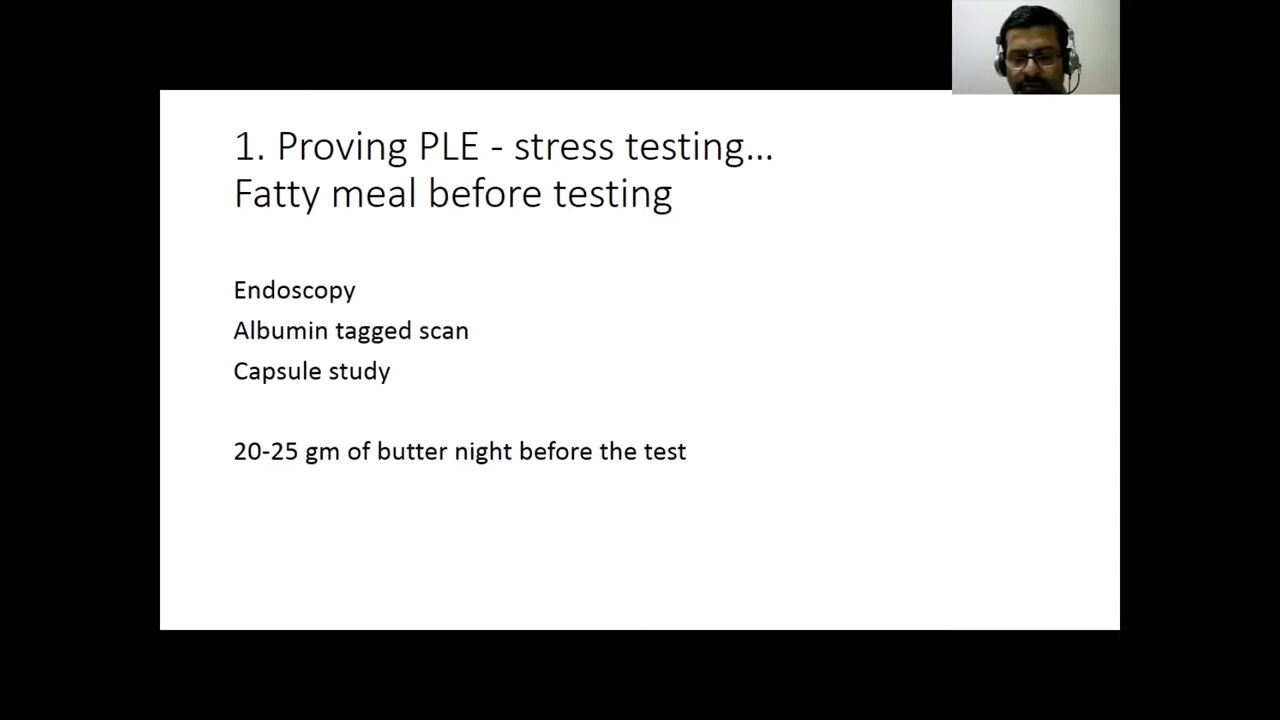 1. Proving PLE - stress testing...
Fatty meal before testing
Endoscopy
Albumin tagged scan
Capsule study
20-25 gm of butter night before the test